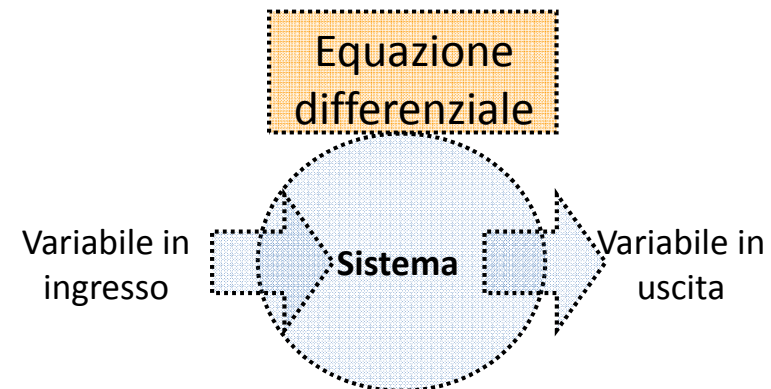 Equazione
differenziale
Variabile in
ingresso
Sistema
Variabile in
uscita